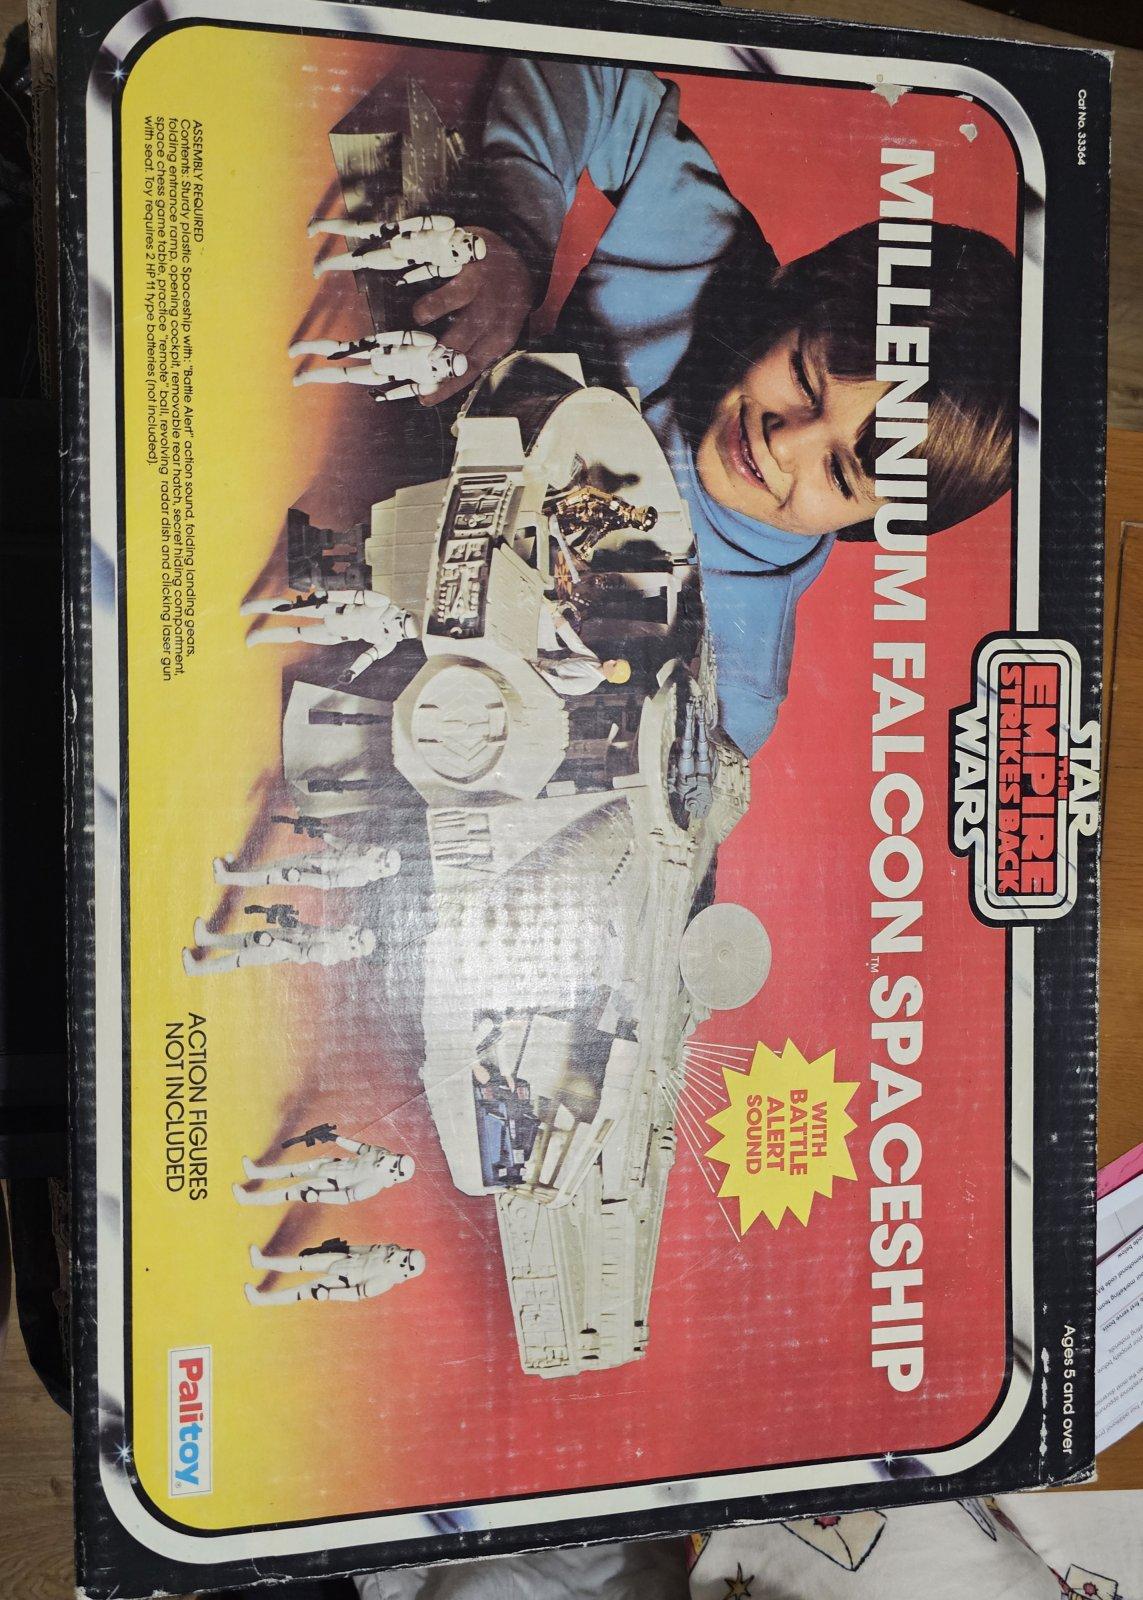 Cat No. 33364
STAR
THE
EMPIRE
STRIKES BACK
WARS
Ages 5 and over
MILLENNIUM FALCON™ SPACESHIP
WITH
BATTLE
ALERT
SOUND
ASSEMBLY REQUIRED
Contents: Sturdy plastic Spaceship with: "Battle Alert" action sound, folding landing gears,
folding entrance ramp, opening cockpit, removable rear hatch, secret hiding compartment,
space chess game table, practice "remote" ball, revolving radar dish and clicking laser gun
with seat. Toy requires 2 HP11 type batteries (not included).
ACTION FIGURES
NOT INCLUDED
Palitoy®